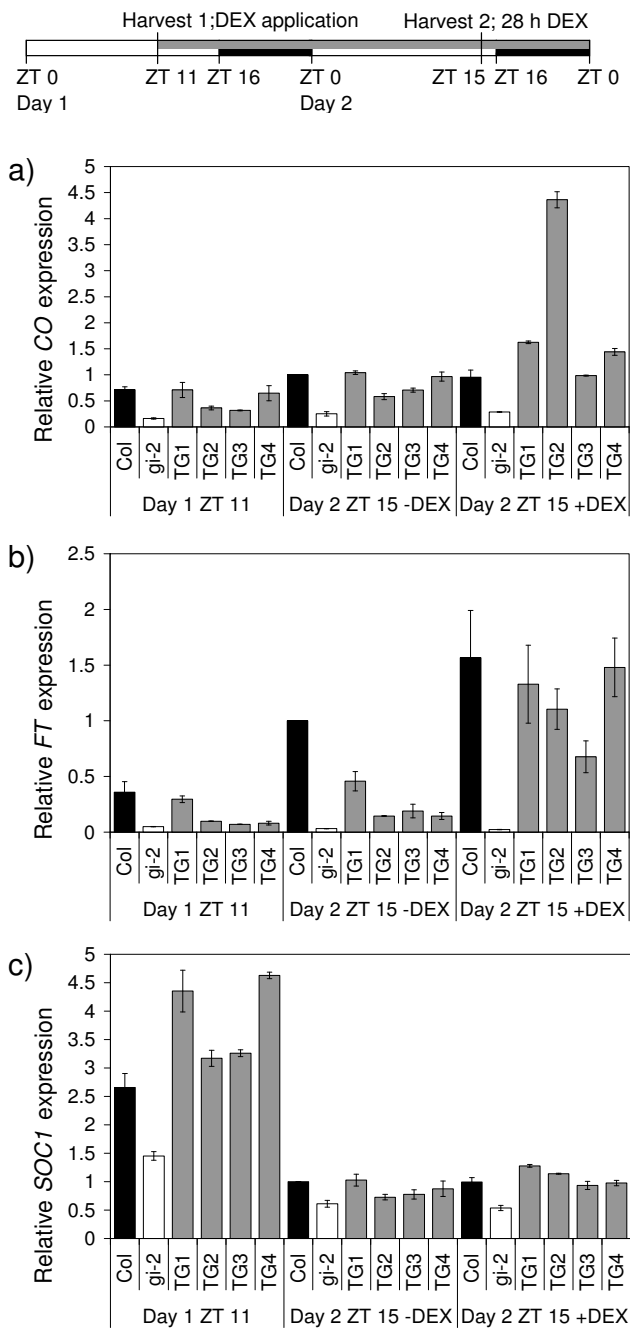 Harvest 1;DEX application Harvest 2; 28 h DEX
ZT 0 ZT 11 ZT 16 ZT 0 ZT 15 ZT 16 ZT 0
Day 1 Day 2
a)
Relative CO expression
5
4.5
4
3.5
3
2.5
2
1.5
1
0.5
0
Col gi-2 TG1 TG2 TG3 TG4 Col gi-2 TG1 TG2 TG3 TG4 Col gi-2 TG1 TG2 TG3 TG4
Day 1 ZT 11 Day 2 ZT 15 -DEX Day 2 ZT 15 +DEX
b)
Relative FT expression
2.5
2
1.5
1
0.5
0
Col gi-2 TG1 TG2 TG3 TG4 Col gi-2 TG1 TG2 TG3 TG4 Col gi-2 TG1 TG2 TG3 TG4
Day 1 ZT 11 Day 2 ZT 15 -DEX Day 2 ZT 15 +DEX
c)
Relative SOC1 expression
5
4.5
4
3.5
3
2.5
2
1.5
1
0.5
0
Col gi-2 TG1 TG2 TG3 TG4 Col gi-2 TG1 TG2 TG3 TG4 Col gi-2 TG1 TG2 TG3 TG4
Day 1 ZT 11 Day 2 ZT 15 -DEX Day 2 ZT 15 +DEX